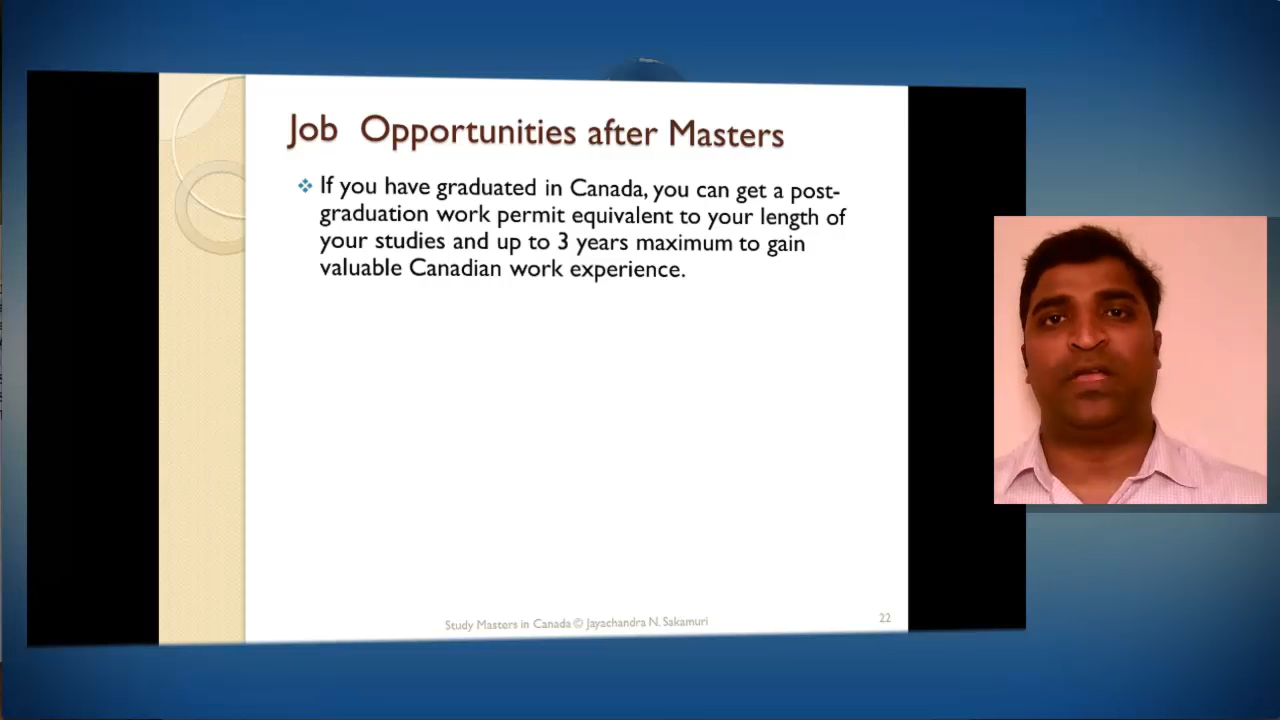 Job Opportunities after Masters
If you have graduated in Canada, you can get a post-
graduation work permit equivalent to your length of
your studies and up to 3 years maximum to gain
valuable Canadian work experience.
Study Masters in Canada © Jayachandra N. Sakamuri
22